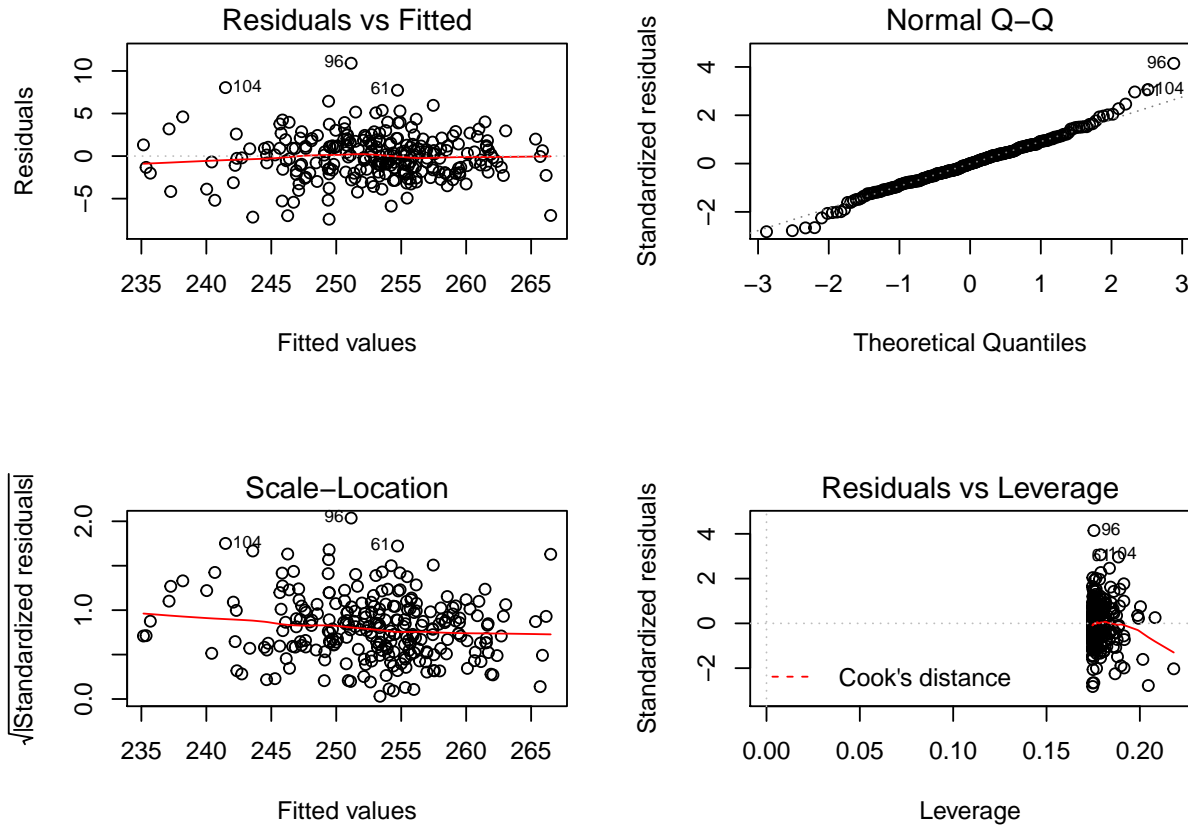 Residuals vs Fitted
Residuals
10
5
0
−5
96
104
61
235 240 245 250 255 260 265
Fitted values
Normal Q−Q
Standardized residuals
4
2
0
−2
96
61
104
−3 −2 −1 0 1 2 3
Theoretical Quantiles
Scale−Location
√|Standardized residuals|
2.0
1.0
0.0
96
104
61
235 240 245 250 255 260 265
Fitted values
Residuals vs Leverage
Standardized residuals
4
2
0
−2
96
61
104
Cook's distance
0.00 0.05 0.10 0.15 0.20
Leverage